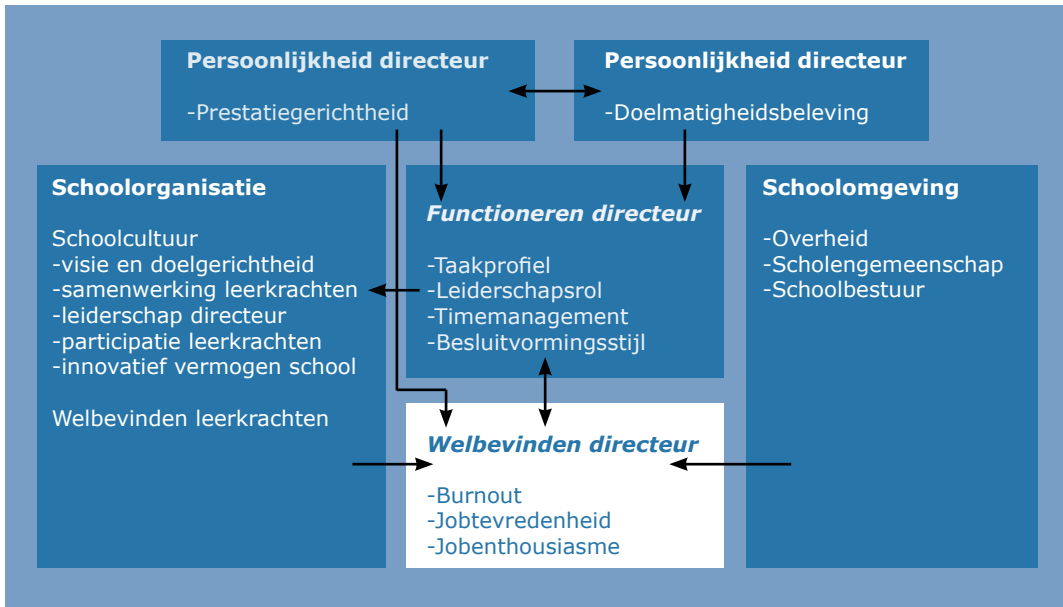 Persoonlijkheid directeur
-Prestatiegerichtheid
Persoonlijkheid directeur
-Doelmatigheidsbeleving
Schoolorganisatie
Schoolcultuur
-visie en doelgerichtheid
-samenwerking leerkrachten
-leiderschap directeur
-participatie leerkrachten
-innovatief vermogen school
Welbevinden leerkrachten
Functioneren directeur
-Taakprofiel
-Leiderschapsrol
-Timemanagement
-Besluitvormingsstijl
Schoolomgeving
-Overheid
-Scholengemeenschap
-Schoolbestuur
Welbevinden directeur
-Burnout
-Jobtevredenheid
-Jobenthousiasme